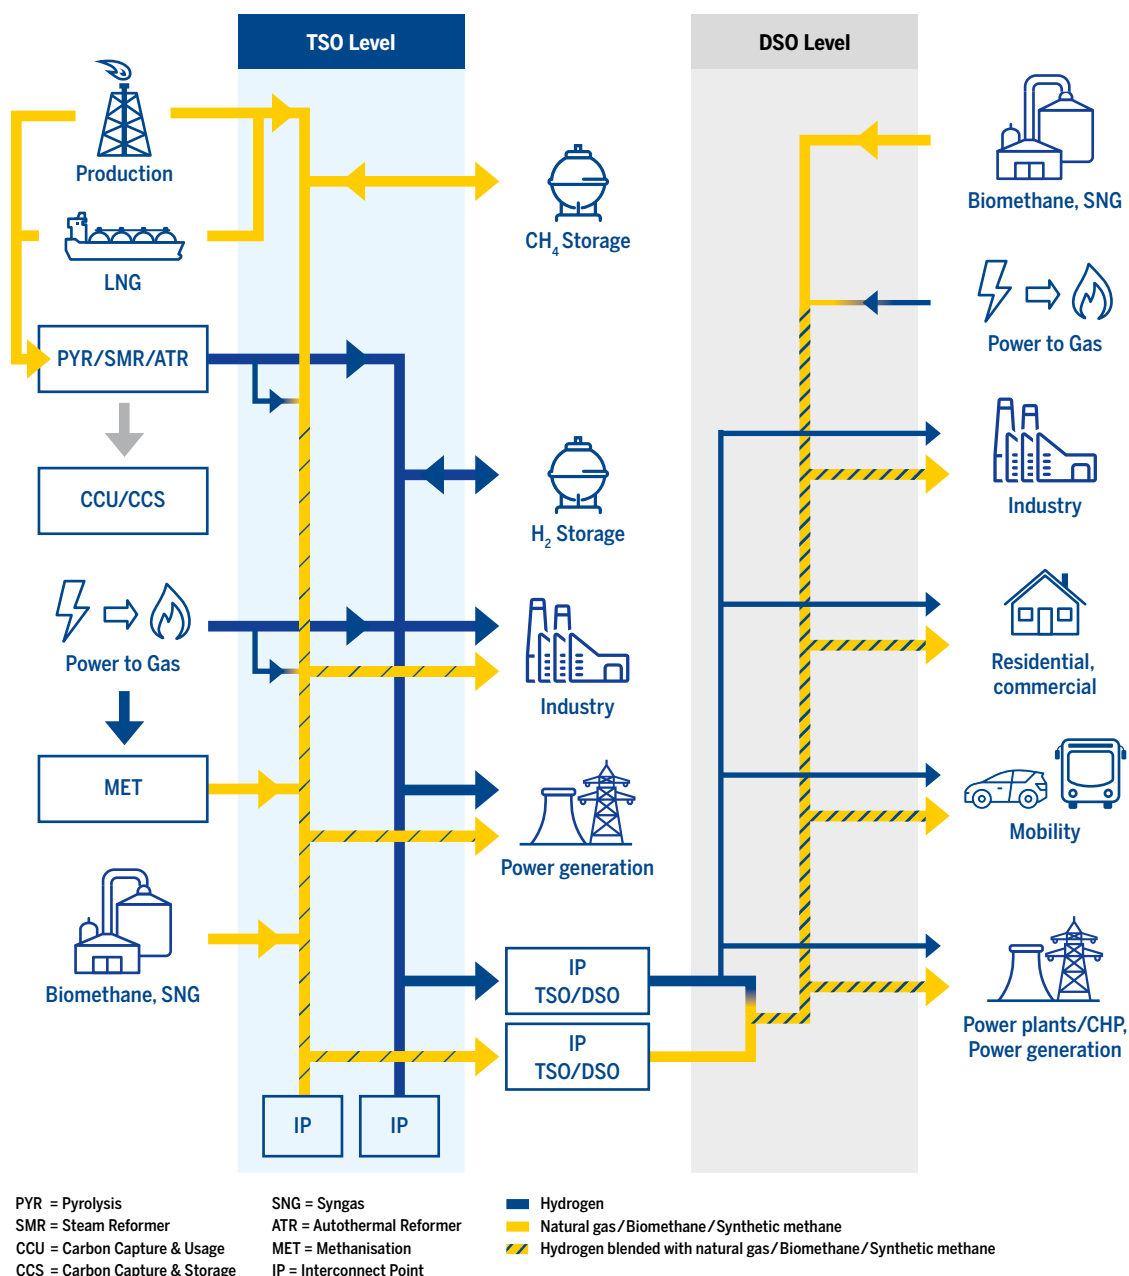 TSO Level
DSO Level
Production
LNG
PYR/SMR/ATR
CCU/CCS
Power to Gas
MET
Biomethane, SNG
CH4 Storage
H2 Storage
Industry
Power generation
IP
TSO/DSO
IP
TSO/DSO
IP
IP
Biomethane, SNG
Power to Gas
Industry
Residential,
commercial
Mobility
Power plants/CHP,
Power generation
PYR = Pyrolysis
SMR = Steam Reformer
CCU = Carbon Capture & Usage
CCS = Carbon Capture & Storage
SNG = Syngas
ATR = Autothermal Reformer
MET = Methanisation
IP = Interconnect Point
Hydrogen
Natural gas/Biomethane/Synthetic methane
Hydrogen blended with natural gas/Biomethane/Synthetic methane